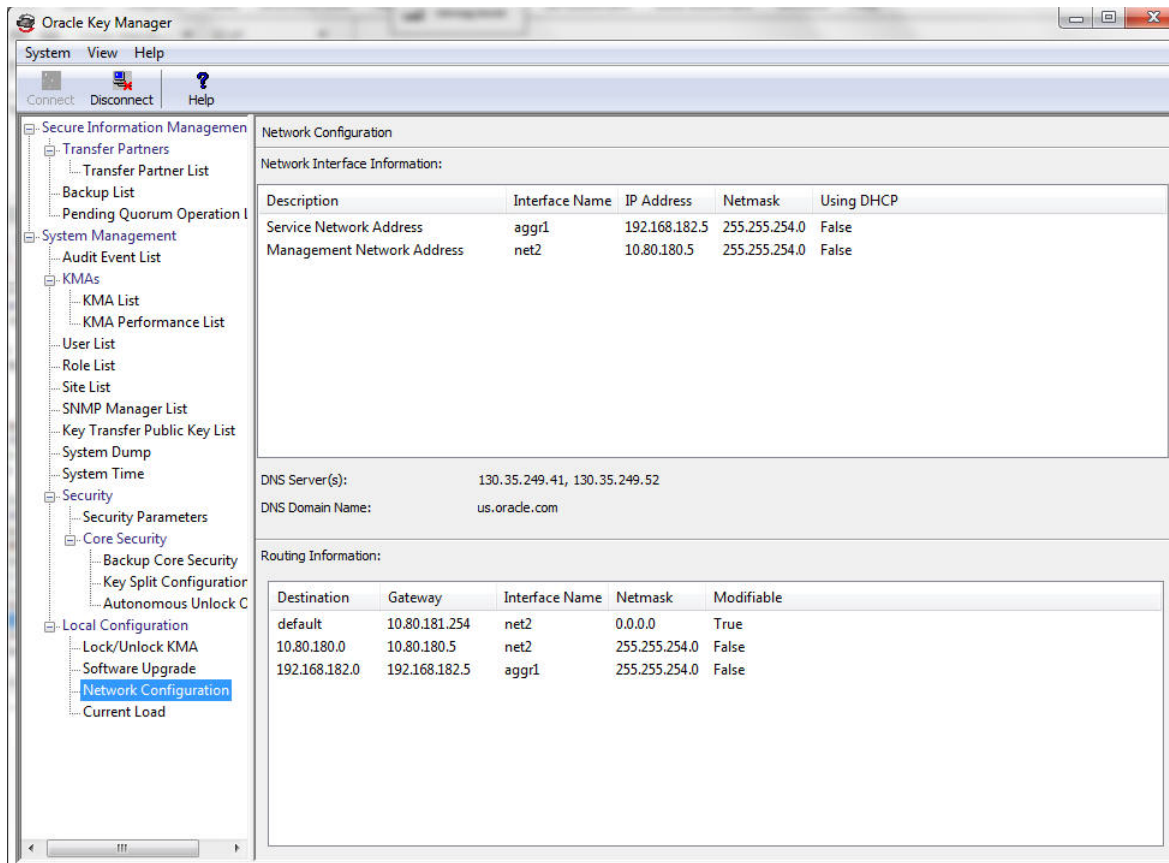 Oracle Key Manager
System View Help
Connect Disconnect Help
Secure Information Managemen
Transfer Partners
Transfer Partner List
Backup List
Pending Quorum Operation L
System Management
Audit Event List
KMAs
KMA List
KMA Performance List
User List
Role List
Site List
SNMP Manager List
Key Transfer Public Key List
System Dump
System Time
Security
Security Parameters
Core Security
Backup Core Security
Key Split Configuration
Autonomous Unlock O
Local Configuration
Lock/Unlock KMA
Software Upgrade
Network Configuration
Current Load
Network Configuration
Network Interface Information:
Description Interface Name IP Address Netmask Using DHCP
Service Network Address aggr1 192.168.182.5 255.255.254.0 False
Management Network Address net2 10.80.180.5 255.255.254.0 False
DNS Server(s): 130.35.249.41, 130.35.249.52
DNS Domain Name: us.oracle.com
Routing Information:
Destination Gateway Interface Name Netmask Modifiable
default 10.80.181.254 net2 0.0.0.0 True
10.80.180.0 10.80.180.5 net2 255.255.254.0 False
192.168.182.0 192.168.182.5 aggr1 255.255.254.0 False